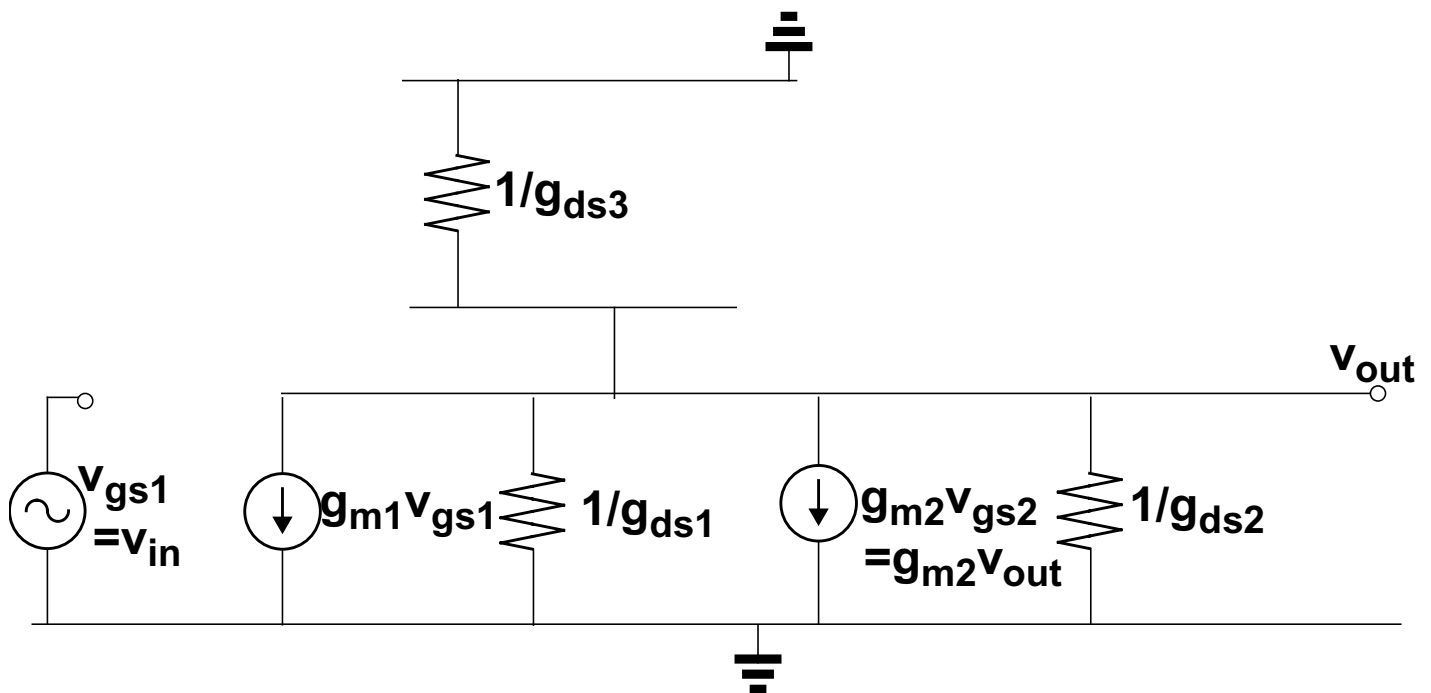 1/gds3
vout
vgs1
=vin
gm1vgs1
1/gds1
gm2vgs2
=gm2vout
1/gds2